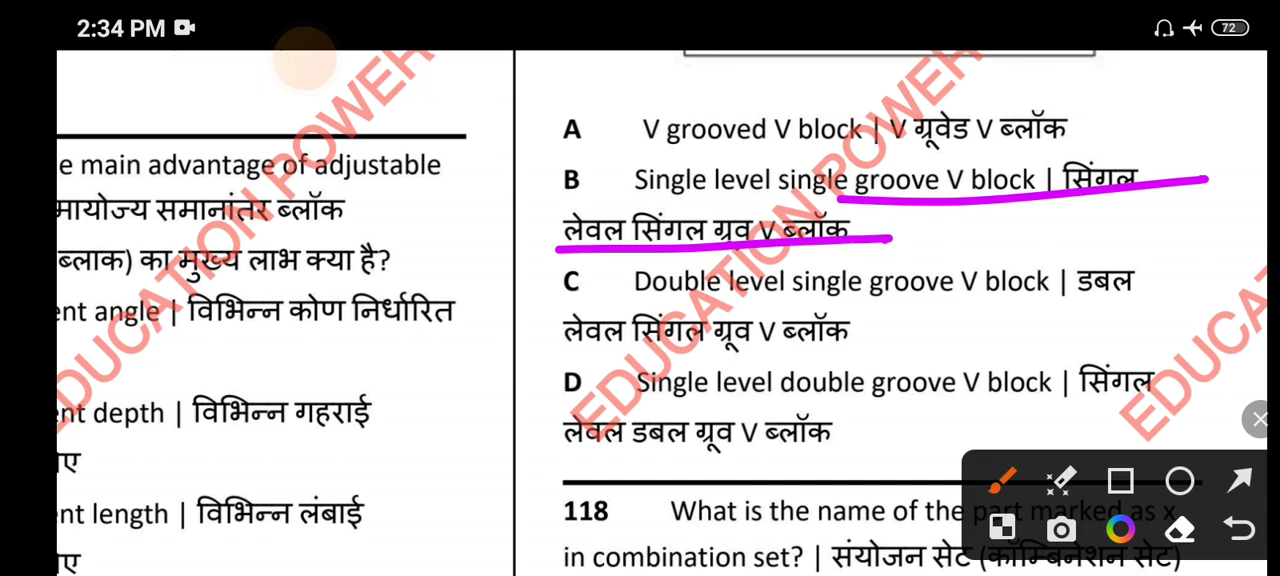 2:34 PM
72
e main advantage of adjustable
मायोज्य समानांतर ब्लॉक
ब्लाक) का मुख्य लाभ क्या है?
ent angle | विभिन्न कोण निर्धारित
ent depth | विभिन्न गहराई
ए
ent length | विभिन्न लंबाई
ए
A V grooved V block | V ग्रूवेड V ब्लॉक
B Single level single groove V block | सिंगल
लेवल सिंगल ग्रूव V ब्लॉक
C Double level single groove V block | डबल
लेवल सिंगल ग्रूव V ब्लॉक
D Single level double groove V block | सिंगल
लेवल डबल ग्रूव V ब्लॉक
118 What is the name of the part marked as x
in combination set? | संयोजन सेट (कॉम्बिनेशन सेट)
EDUCATION POWER
EDUCATION POWER
EDUCAT